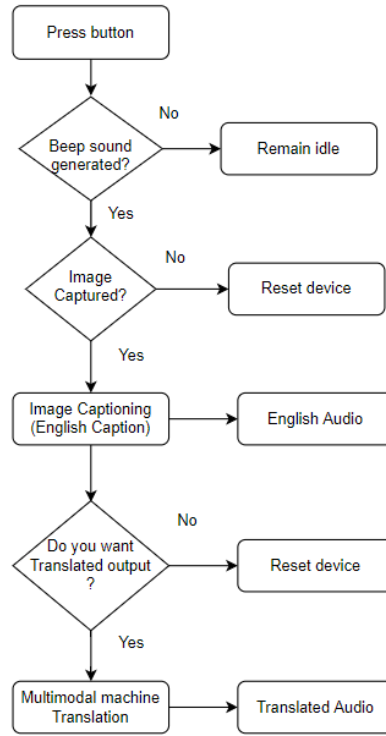 Press button
No
Beep sound
generated?
Remain idle
Yes
No
Image
Captured?
Reset device
Yes
Image Captioning
(English Caption)
English Audio
No
Do you want
Translated output
?
Reset device
Yes
Multimodal machine
Translation
Translated Audio